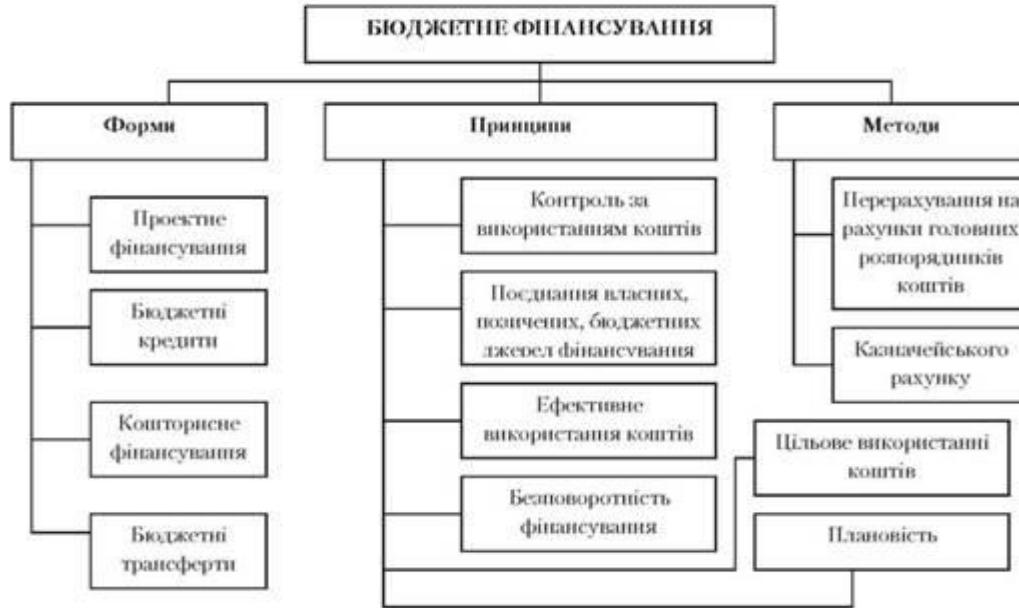 БЮДЖЕТНЕ ФІНАНСУВАННЯ
Форми
Проектне
фінансування
Бюджетні
кредити
Кошторисне
фінансування
Бюджетні
трансферти
Принципи
Контроль за
використанням коштів
Поєднання власних,
позичених, бюджетних
джерел фінансування
Ефективне
використання коштів
Безповоротність
фінансування
Цільове використанні
коштів
Плановість
Методи
Перерахування на
рахунки головних
розпорядників
коштів
Казначейського
рахунку